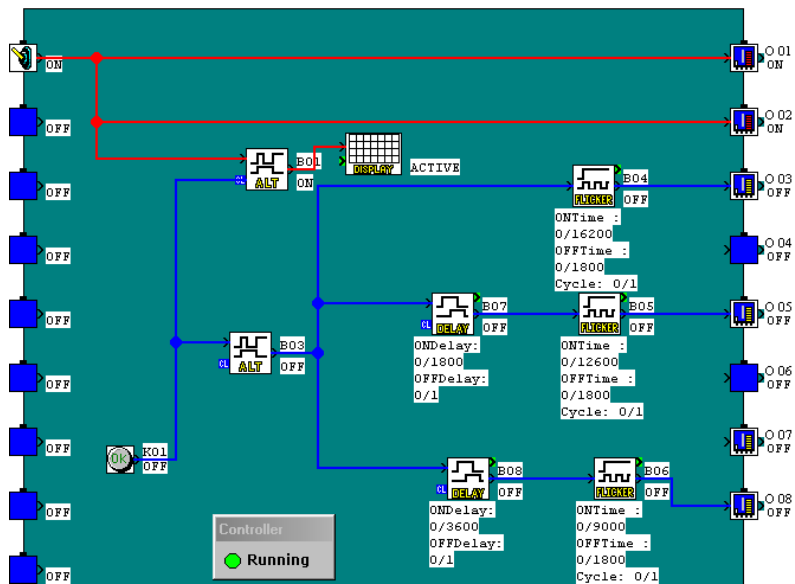 O 01
ON
ON
OFF
O 02
ON
B01
ON
CL
ALT
DISPLAY
ACTIVE
OFF
B04
OFF
FLICKER
O 03
OFF
ONTime :
0/16200
OFFTime :
0/1800
Cycle: 0/1
OFF
O 04
OFF
OFF
B07
OFF
CL
DELAY
B05
OFF
FLICKER
O 05
OFF
ONDelay:
0/1800
OFFDelay:
0/1
ONTime :
0/12600
OFFTime :
0/1800
Cycle: 0/1
B03
OFF
CL
ALT
OFF
O 06
OFF
OFF
O 07
OFF
Ok
K01
OFF
B08
OFF
CL
DELAY
B06
OFF
FLICKER
OFF
O 08
OFF
ONDelay:
0/3600
OFFDelay:
0/1
ONTime :
0/9000
OFFTime :
0/1800
Cycle: 0/1
Controller
Running
OFF